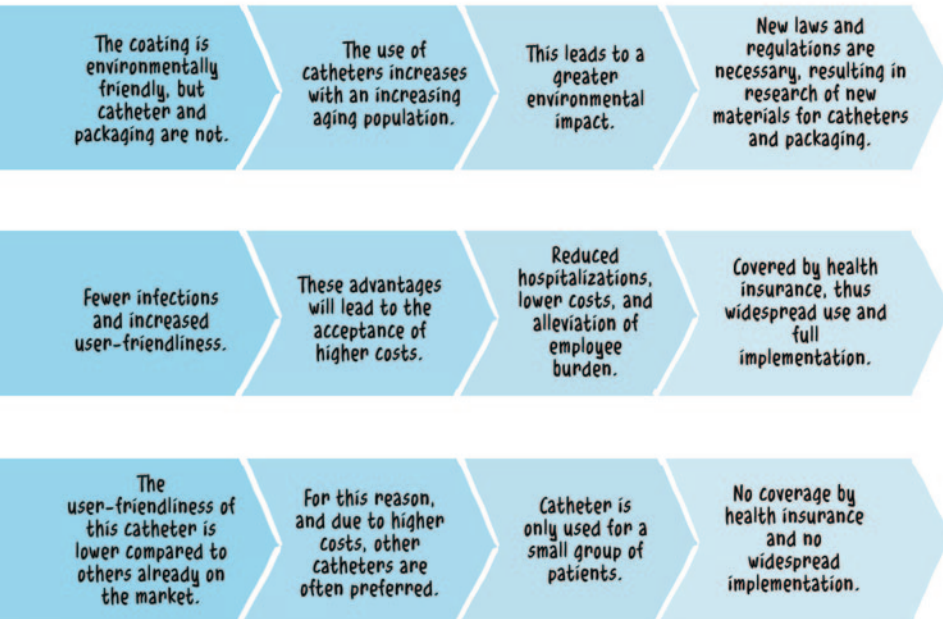 The coating is
environmentally
friendly, but
catheter and
packaging are not.
The use of
catheters increases
with an increasing
aging population.
This leads to a
greater
environmental
impact.
New laws and
regulations are
necessary, resulting in
research of new
materials for catheters
and packaging.
Fewer infections
and increased
user-friendliness.
These advantages
will lead to the
acceptance of
higher costs.
Reduced
hospitalizations,
lower costs, and
alleviation of
employee
burden.
Covered by health
insurance, thus
widespread use and
full
implementation.
The
user-friendliness of
this catheter is
lower compared to
others already on
the market.
For this reason,
and due to higher
costs, other
catheters are
often preferred.
Catheter is
only used for a
small group of
patients.
No coverage by
health insurance
and no
widespread
implementation.